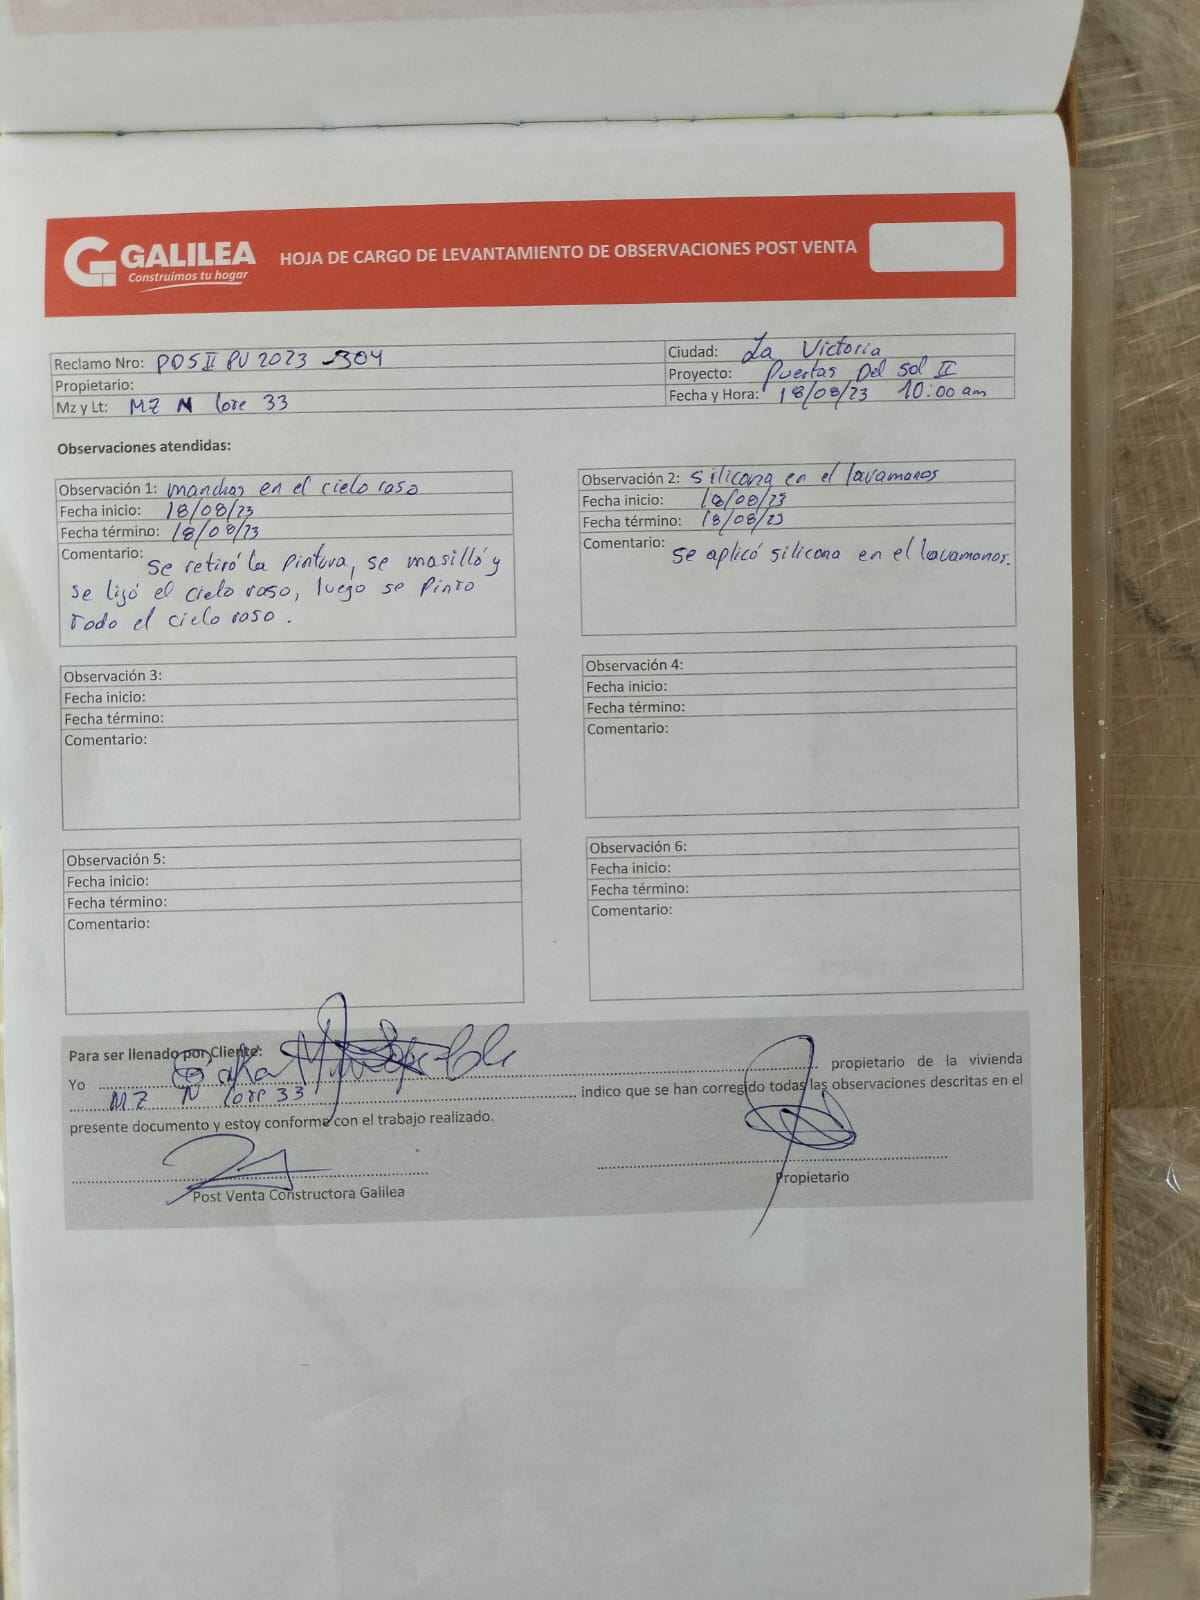 GALILEA
Construimos tu hogar
HOJA DE CARGO DE LEVANTAMIENTO DE OBSERVACIONES POST VENTA
Reclamo Nro: PDSII PV 2023 -304
Propietario:
Mz y Lt: MZ N lote 33
Ciudad: La Victoria
Proyecto: Puertas Del Sol II
Fecha y Hora: 18/08/23 10:00 am
Observaciones atendidas:
Observación 1: manchas en el cielo raso
Fecha inicio: 18/08/23
Fecha término: 18/08/23
Comentario: Se retiró la pintura, se masilló y
se lijó el cielo raso, luego se Pinto
Todo el cielo raso.
Observación 2: Silicona en el lavamanos
Fecha inicio: 18/08/23
Fecha término: 18/08/23
Comentario: Se aplicó silicona en el lavamanos.
Observación 3:
Fecha inicio:
Fecha término:
Comentario:
Observación 4:
Fecha inicio:
Fecha término:
Comentario:
Observación 5:
Fecha inicio:
Fecha término:
Comentario:
Observación 6:
Fecha inicio:
Fecha término:
Comentario:
Para ser llenado por Cliente:
Yo propietario de la vivienda
MZ N lote 33 indico que se han corregido todas las observaciones descritas en el
presente documento y estoy conforme con el trabajo realizado.
Post Venta Constructora Galilea
Propietario